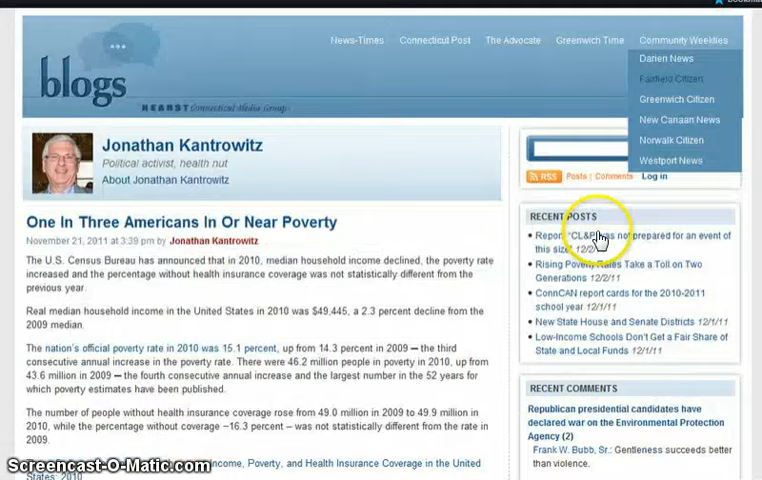 News-Times Connecticut Post The Advocate Greenwich Time Community Weeklies
Darien News
Fairfield Citizen
Greenwich Citizen
New Canaan News
Norwalk Citizen
Westport News
blogs
HEARST Connecticut Media Group
Jonathan Kantrowitz
Political activist, health nut
About Jonathan Kantrowitz
RSS Posts | Comments Log in
One In Three Americans In Or Near Poverty
November 21, 2011 at 3:39 pm by Jonathan Kantrowitz
The U.S. Census Bureau has announced that in 2010, median household income declined, the poverty rate
increased and the percentage without health insurance coverage was not statistically different from the
previous year.
Real median household income in the United States in 2010 was $49,445, a 2.3 percent decline from the
2009 median.
The nation's official poverty rate in 2010 was 15.1 percent, up from 14.3 percent in 2009 — the third
consecutive annual increase in the poverty rate. There were 46.2 million people in poverty in 2010, up from
43.6 million in 2009 — the fourth consecutive annual increase and the largest number in the 52 years for
which poverty estimates have been published.
The number of people without health insurance coverage rose from 49.0 million in 2009 to 49.9 million in
2010, while the percentage without coverage −16.3 percent – was not statistically different from the rate in
2009.
Income, Poverty, and Health Insurance Coverage in the United
States: 2010
RECENT POSTS
Report: "CL&P was not prepared for an event of
this size" 12/2/
Rising Poverty Rates Take a Toll on Two
Generations 12/2/11
ConnCAN report cards for the 2010-2011
school year 12/1/11
New State House and Senate Districts 12/1/11
Low-Income Schools Don't Get a Fair Share of
State and Local Funds 12/1/11
RECENT COMMENTS
Republican presidential candidates have
declared war on the Environmental Protection
Agency (2)
Frank W. Bubb, Sr.: Gentleness succeeds better
than violence.
Screencast-O-Matic.com